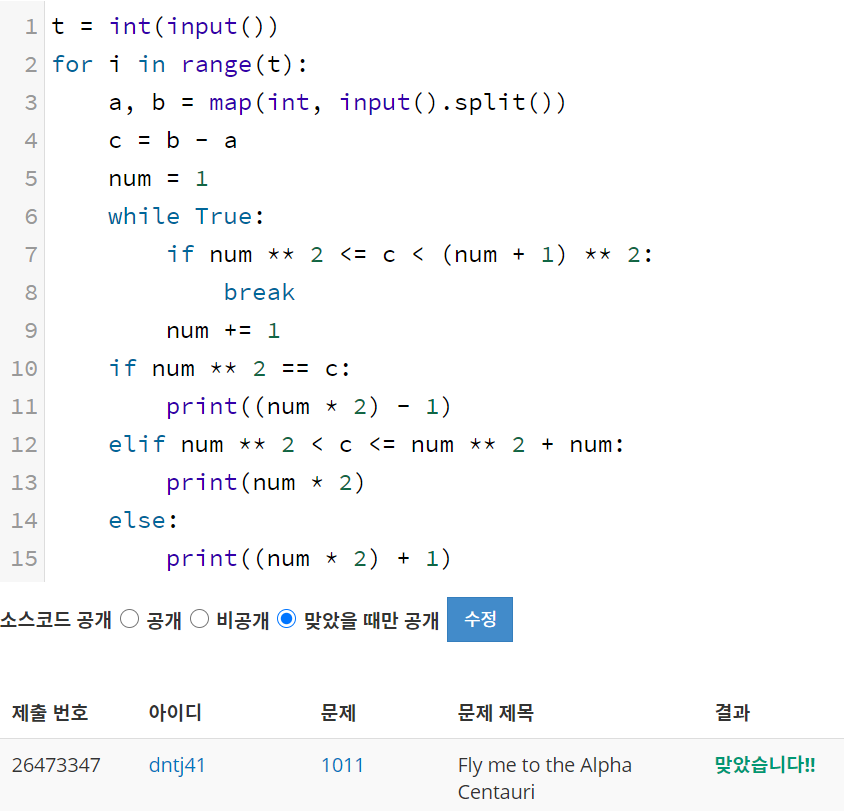 1 t = int(input())
2 for i in range(t):
3     a, b = map(int, input().split())
4     c = b - a
5     num = 1
6     while True:
7         if num ** 2 <= c < (num + 1) ** 2:
8             break
9         num += 1
10     if num ** 2 == c:
11         print((num * 2) - 1)
12     elif num ** 2 < c <= num ** 2 + num:
13         print(num * 2)
14     else:
15         print((num * 2) + 1)
소스코드 공개 공개 비공개 맞았을 때만 공개 수정
제출 번호 아이디 문제 문제 제목 결과
26473347 dntj41 1011 Fly me to the Alpha 맞았습니다!!
Centauri